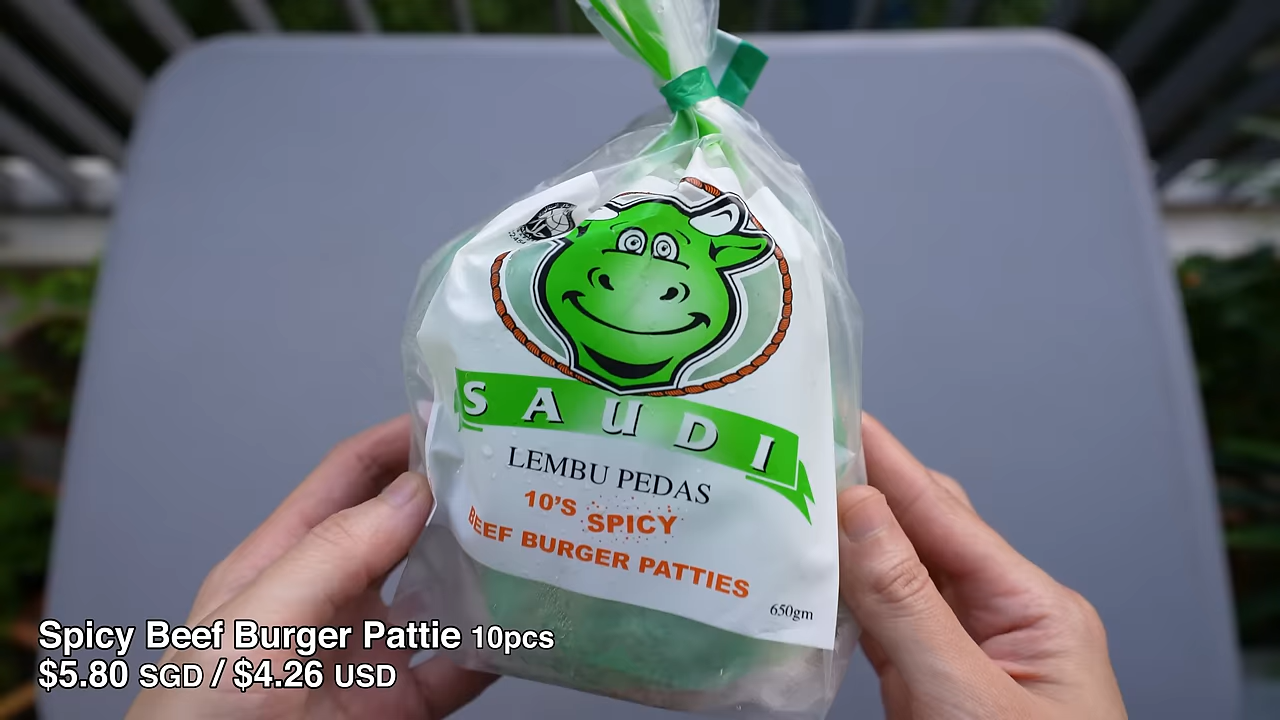 SAUDI
LEMBU PEDAS
10'S SPICY
BEEF BURGER PATTIES
650gm
Spicy Beef Burger Pattie 10pcs
$5.80 SGD / $4.26 USD